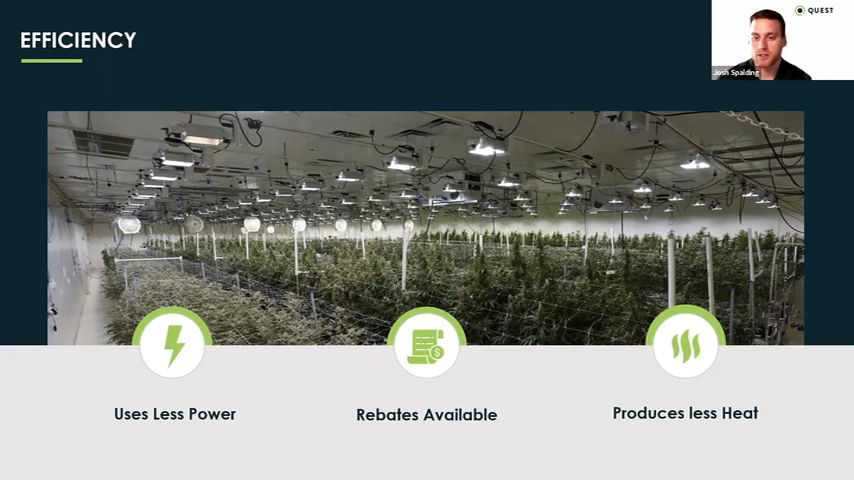 EFFICIENCY
QUEST
Josh Spalding
$
Uses Less Power
Rebates Available
Produces less Heat